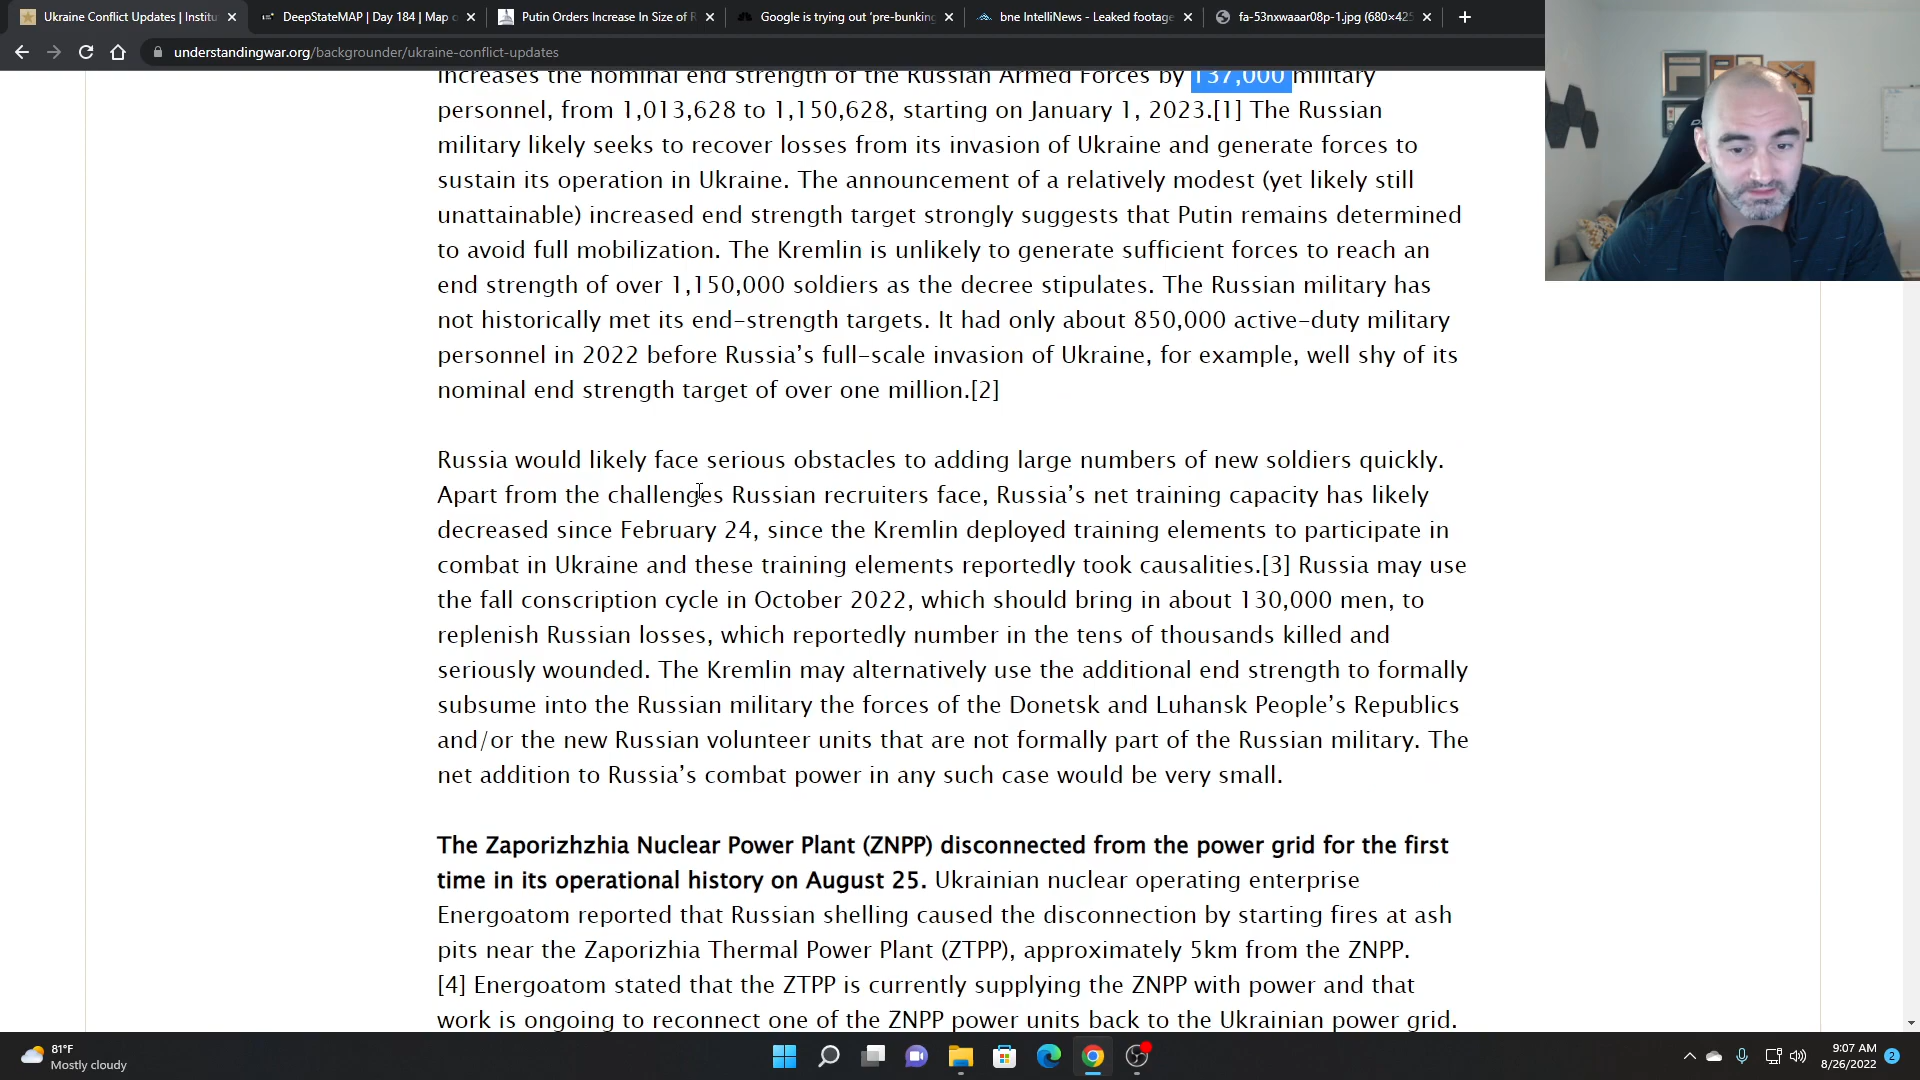 Ukraine Conflict Updates | Institu
DeepStateMAP | Day 184 | Map o
Putin Orders Increase In Size of R
Google is trying out ‘pre-bunking
bne IntelliNews - Leaked footage
fa-53nxwaaar08p-1.jpg (680×425
understandingwar.org/backgrounder/ukraine-conflict-updates
increases the nominal end strength of the Russian Armed Forces by 137,000 military
personnel, from 1,013,628 to 1,150,628, starting on January 1, 2023.[1] The Russian
military likely seeks to recover losses from its invasion of Ukraine and generate forces to
sustain its operation in Ukraine. The announcement of a relatively modest (yet likely still
unattainable) increased end strength target strongly suggests that Putin remains determined
to avoid full mobilization. The Kremlin is unlikely to generate sufficient forces to reach an
end strength of over 1,150,000 soldiers as the decree stipulates. The Russian military has
not historically met its end-strength targets. It had only about 850,000 active-duty military
personnel in 2022 before Russia’s full-scale invasion of Ukraine, for example, well shy of its
nominal end strength target of over one million.[2]
Russia would likely face serious obstacles to adding large numbers of new soldiers quickly.
Apart from the challenges Russian recruiters face, Russia’s net training capacity has likely
decreased since February 24, since the Kremlin deployed training elements to participate in
combat in Ukraine and these training elements reportedly took causalities.[3] Russia may use
the fall conscription cycle in October 2022, which should bring in about 130,000 men, to
replenish Russian losses, which reportedly number in the tens of thousands killed and
seriously wounded. The Kremlin may alternatively use the additional end strength to formally
subsume into the Russian military the forces of the Donetsk and Luhansk People’s Republics
and/or the new Russian volunteer units that are not formally part of the Russian military. The
net addition to Russia’s combat power in any such case would be very small.
The Zaporizhzhia Nuclear Power Plant (ZNPP) disconnected from the power grid for the first
time in its operational history on August 25. Ukrainian nuclear operating enterprise
Energoatom reported that Russian shelling caused the disconnection by starting fires at ash
pits near the Zaporizhia Thermal Power Plant (ZTPP), approximately 5km from the ZNPP.
[4] Energoatom stated that the ZTPP is currently supplying the ZNPP with power and that
work is ongoing to reconnect one of the ZNPP power units back to the Ukrainian power grid.
81°F
Mostly cloudy
9:07 AM
8/26/2022
2